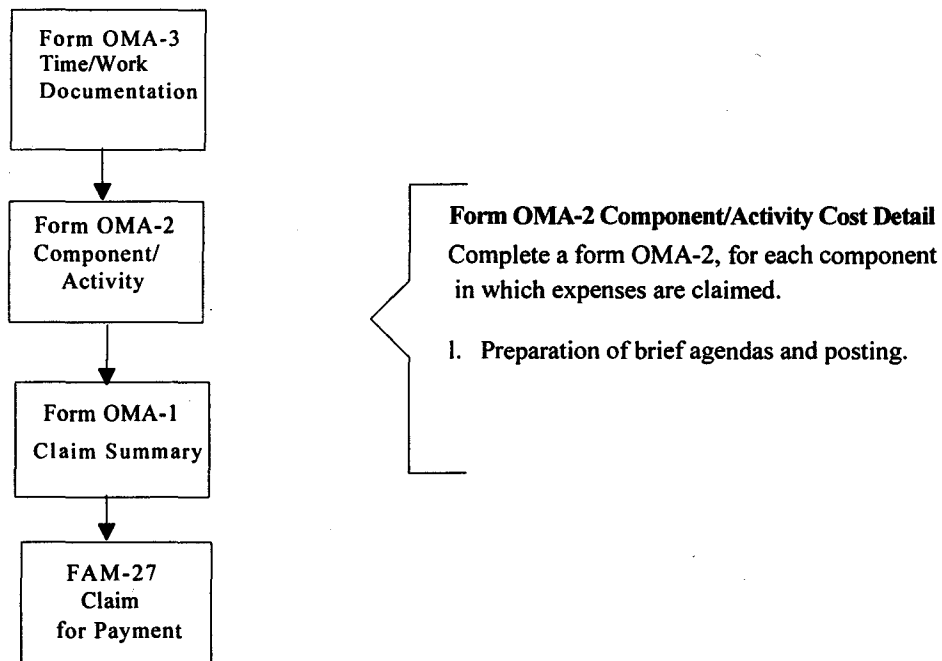 Form OMA-3
Time/Work
Documentation
Form OMA-2
Component/
Activity
Form OMA-1
Claim Summary
FAM-27
Claim
for Payment
Form OMA-2 Component/Activity Cost Detail
Complete a form OMA-2, for each component
in which expenses are claimed.
1. Preparation of brief agendas and posting.